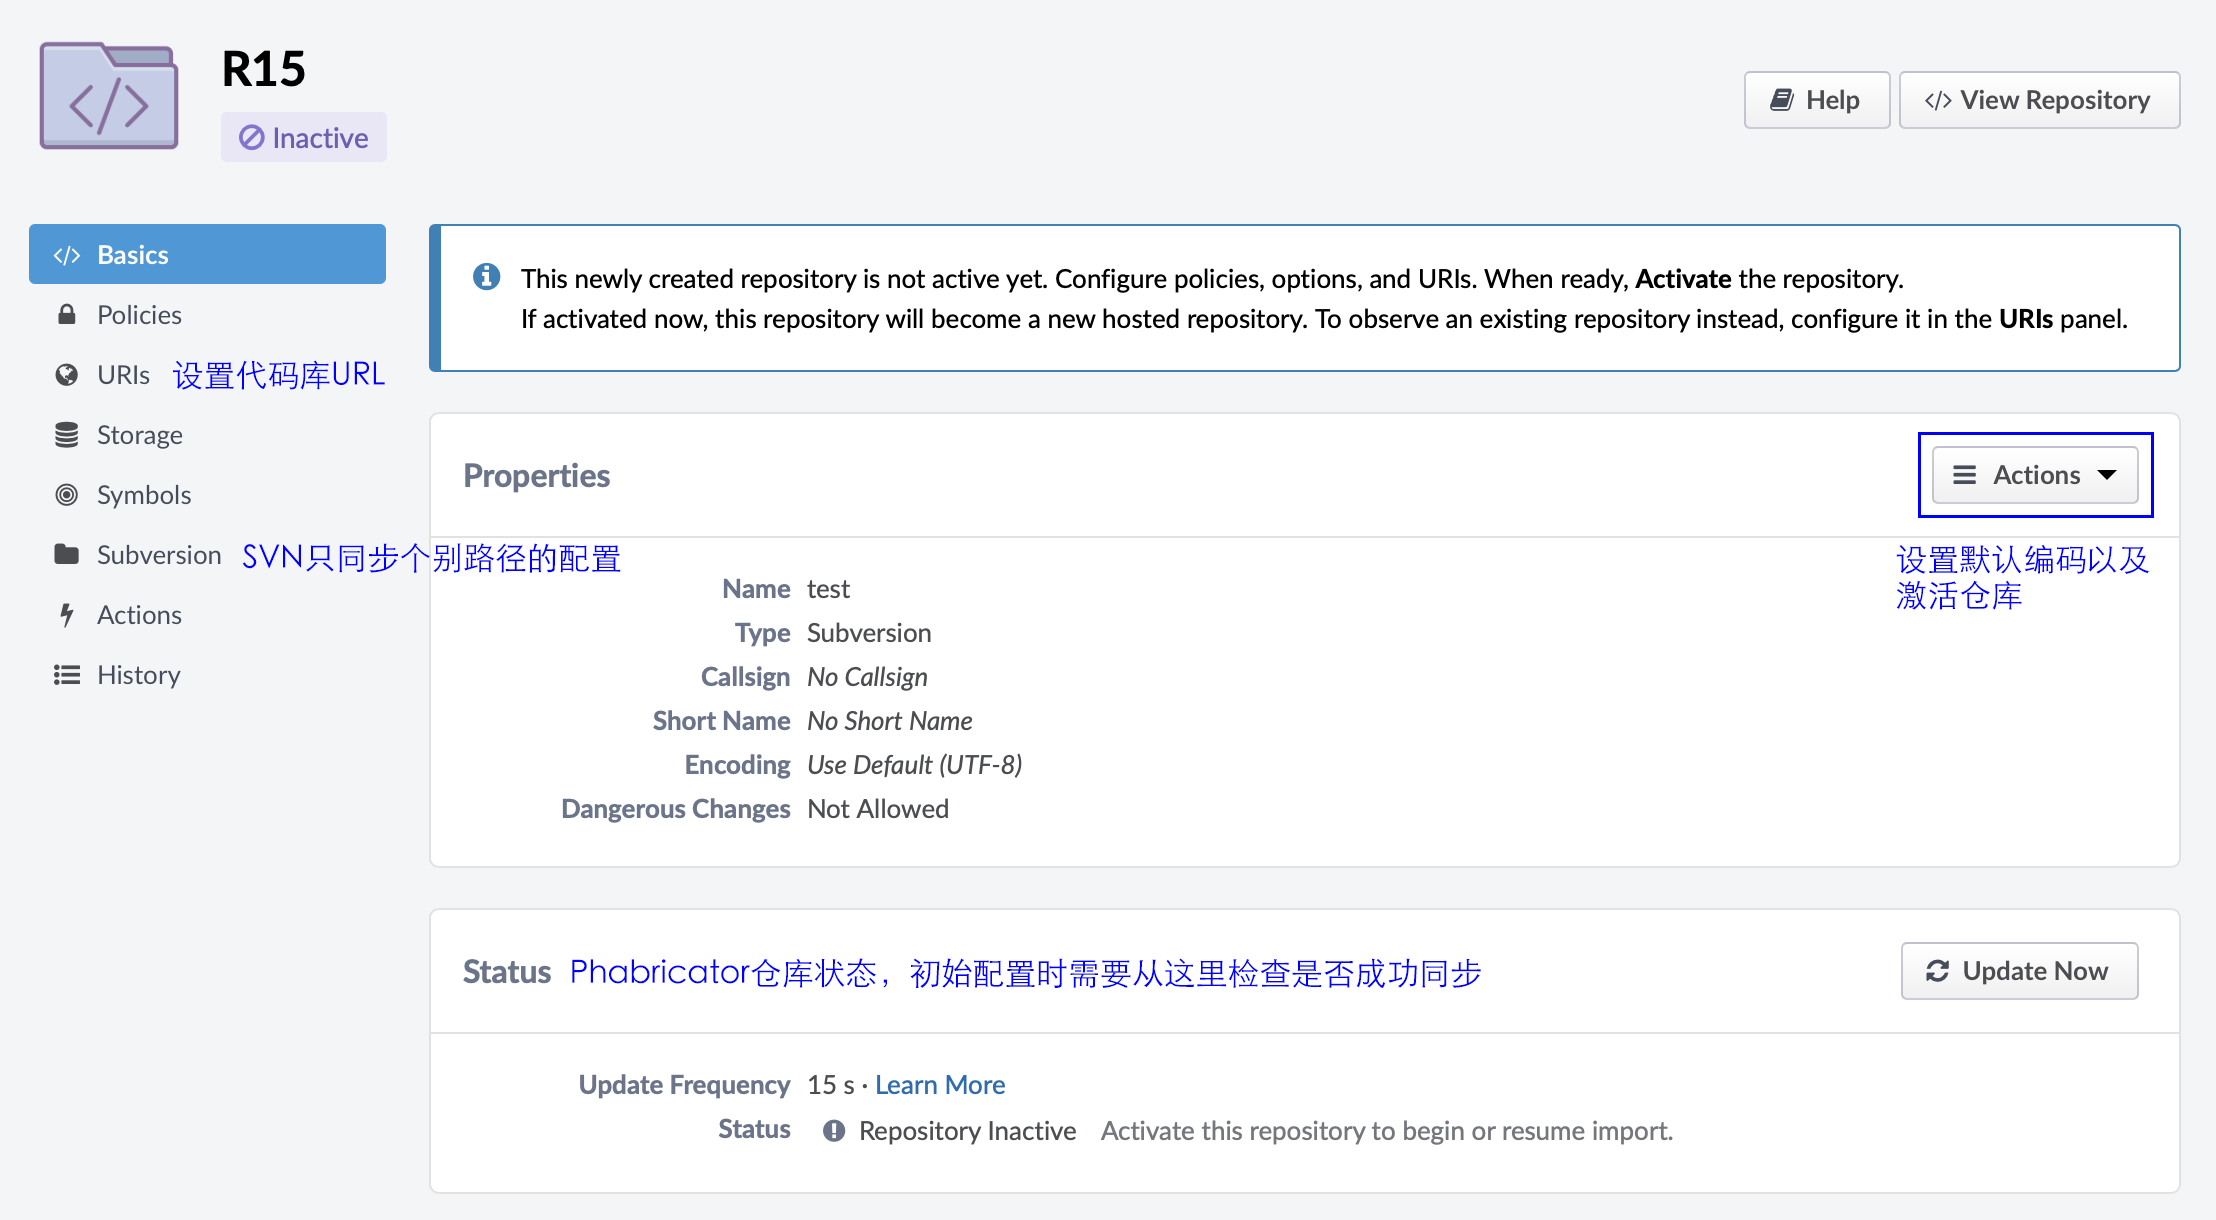 R15
Inactive
Help
</> View Repository
Basics
Policies
URIs 设置代码库URL
Storage
Symbols
Subversion SVN只同步个别路径的配置
Actions
History
This newly created repository is not active yet. Configure policies, options, and URIs. When ready, Activate the repository.
If activated now, this repository will become a new hosted repository. To observe an existing repository instead, configure it in the URIs panel.
Properties
Actions
设置默认编码以及
激活仓库
Name test
Type Subversion
Callsign No Callsign
Short Name No Short Name
Encoding Use Default (UTF-8)
Dangerous Changes Not Allowed
Status Phabricator仓库状态，初始配置时需要从这里检查是否成功同步
Update Now
Update Frequency 15 s · Learn More
Status Repository Inactive Activate this repository to begin or resume import.